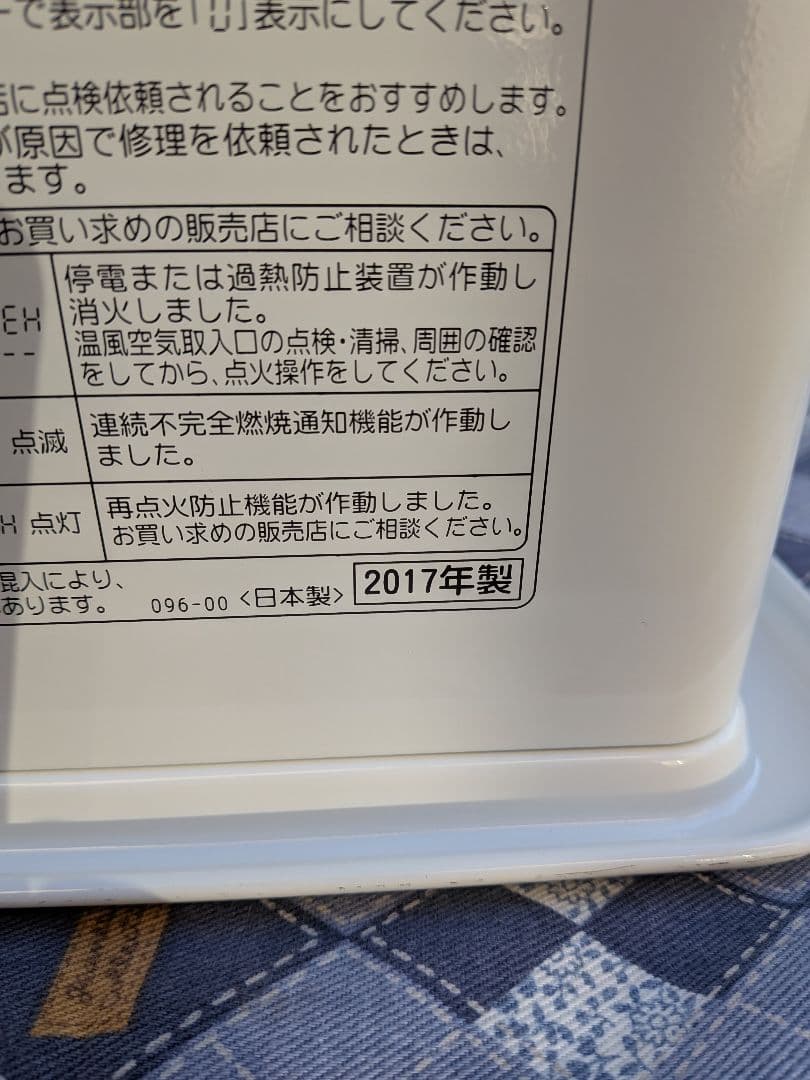 で表示部を「U」表示にしてください。
に点検依頼されることをおすすめします。
が原因で修理を依頼されたときは、
ます。
お買い求めの販売店にご相談ください。
EH
--
停電または過熱防止装置が作動し
消火しました。
温風空気取入口の点検・清掃、周囲の確認
をしてから、点火操作をしてください。
点滅
連続不完全燃焼通知機能が作動し
ました。
H 点灯
再点火防止機能が作動しました。
お買い求めの販売店にご相談ください。
混入により、
あります。
096-00 <日本製> 2017年製